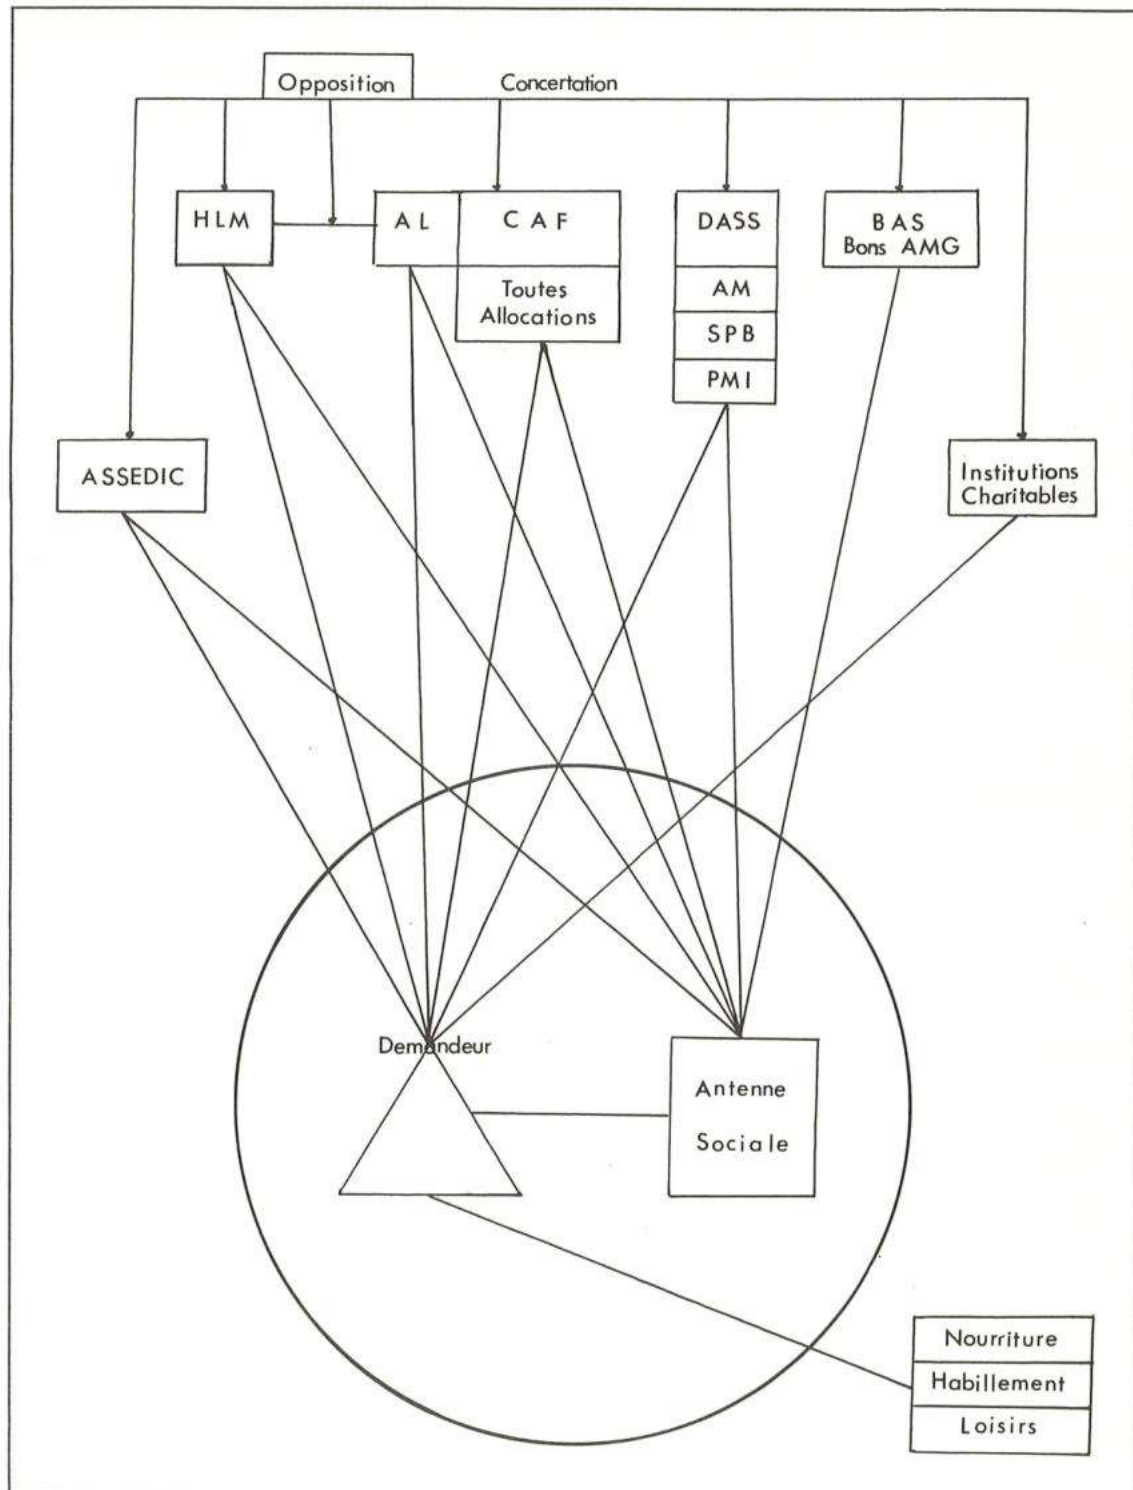 Opposition
Concertation
HLM
AL
CAF
DASS
BAS
Bons AMG
Toutes
Allocations
AM
SPB
PMI
ASSEDIC
Institutions
Charitables
Demandeur
Antenne
Sociale
Nourriture
Habillement
Loisirs